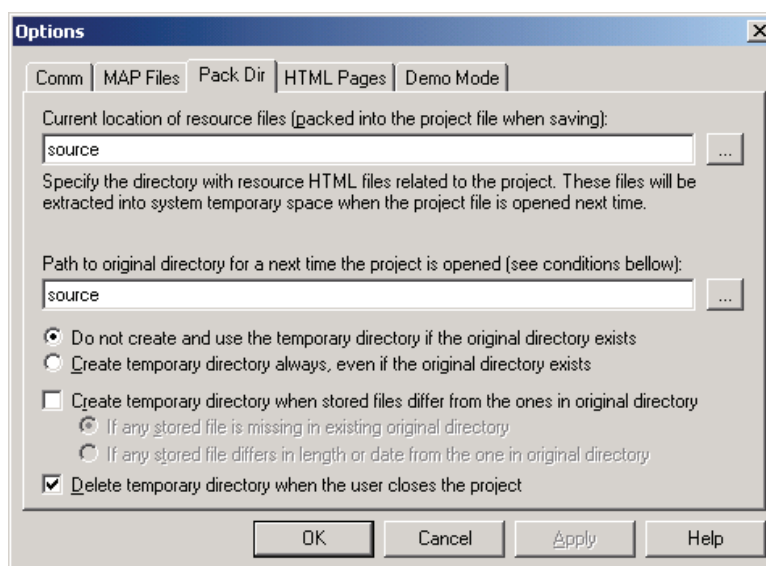 Options
Comm MAP Files Pack Dir HTML Pages Demo Mode
Current location of resource files (packed into the project file when saving):
source ...
Specify the directory with resource HTML files related to the project. These files will be
extracted into system temporary space when the project file is opened next time.
Path to original directory for a next time the project is opened (see conditions bellow):
source ...
Do not create and use the temporary directory if the original directory exists
Create temporary directory always, even if the original directory exists
Create temporary directory when stored files differ from the ones in original directory
If any stored file is missing in existing original directory
If any stored file differs in length or date from the one in original directory
Delete temporary directory when the user closes the project
OK Cancel Apply Help